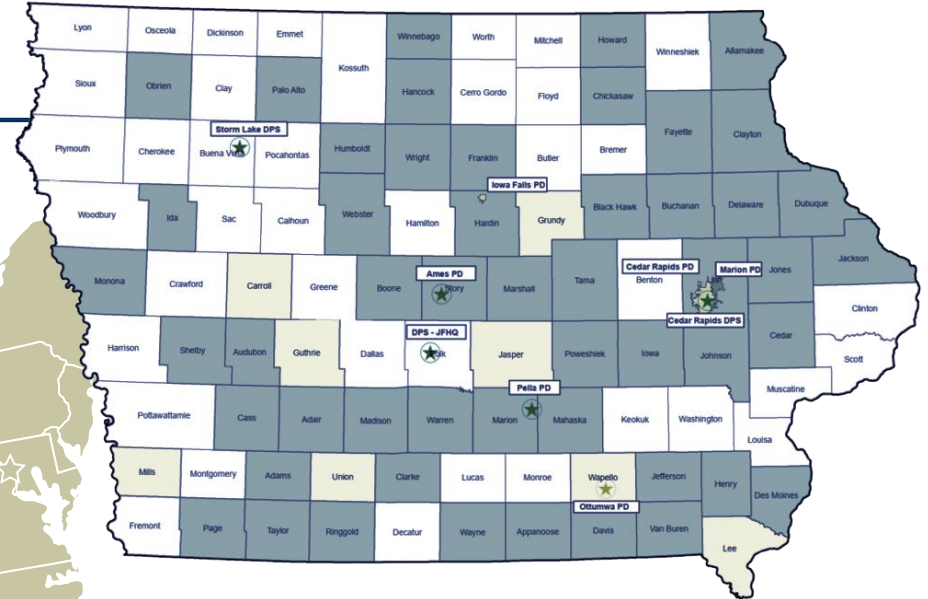 Lyon
Osceola
Dickinson
Emmet
Kossuth
Winnebago
Worth
Mitchell
Howard
Winneshiek
Allamakee
Sioux
Obrien
Clay
Palo Alto
Hancock
Cerro Gordo
Floyd
Chickasaw
Fayette
Clayton
Storm Lake DPS
Plymouth
Cherokee
Buena Vista
Pocahontas
Humboldt
Wright
Franklin
Butler
Bremer
Iowa Falls PD
Woodbury
Ida
Sac
Calhoun
Webster
Hamilton
Hardin
Grundy
Black Hawk
Buchanan
Delaware
Dubuque
Monona
Crawford
Carroll
Greene
Boone
Ames PD
Story
Marshall
Tama
Cedar Rapids PD
Benton
Marion PD
Jones
Jackson
Clinton
Cedar Rapids DPS
Harrison
Shelby
Audubon
Guthrie
Dallas
DPS - JFHQ
Jasper
Poweshiek
Iowa
Johnson
Cedar
Scott
Muscatine
Pella PD
Pottawattamie
Cass
Adair
Madison
Warren
Marion
Mahaska
Keokuk
Washington
Louisa
Mills
Montgomery
Adams
Union
Clarke
Lucas
Monroe
Wapello
Jefferson
Henry
Des Moines
Ottumwa PD
Fremont
Page
Taylor
Ringgold
Decatur
Wayne
Appanoose
Davis
Van Buren
Lee